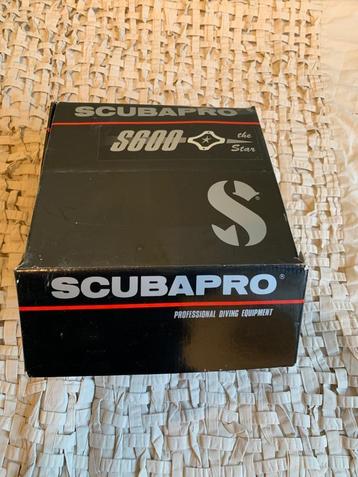 SCUBAPRO
S600 the
Star
S®
SCUBAPRO®
PROFESSIONAL DIVING EQUIPMENT